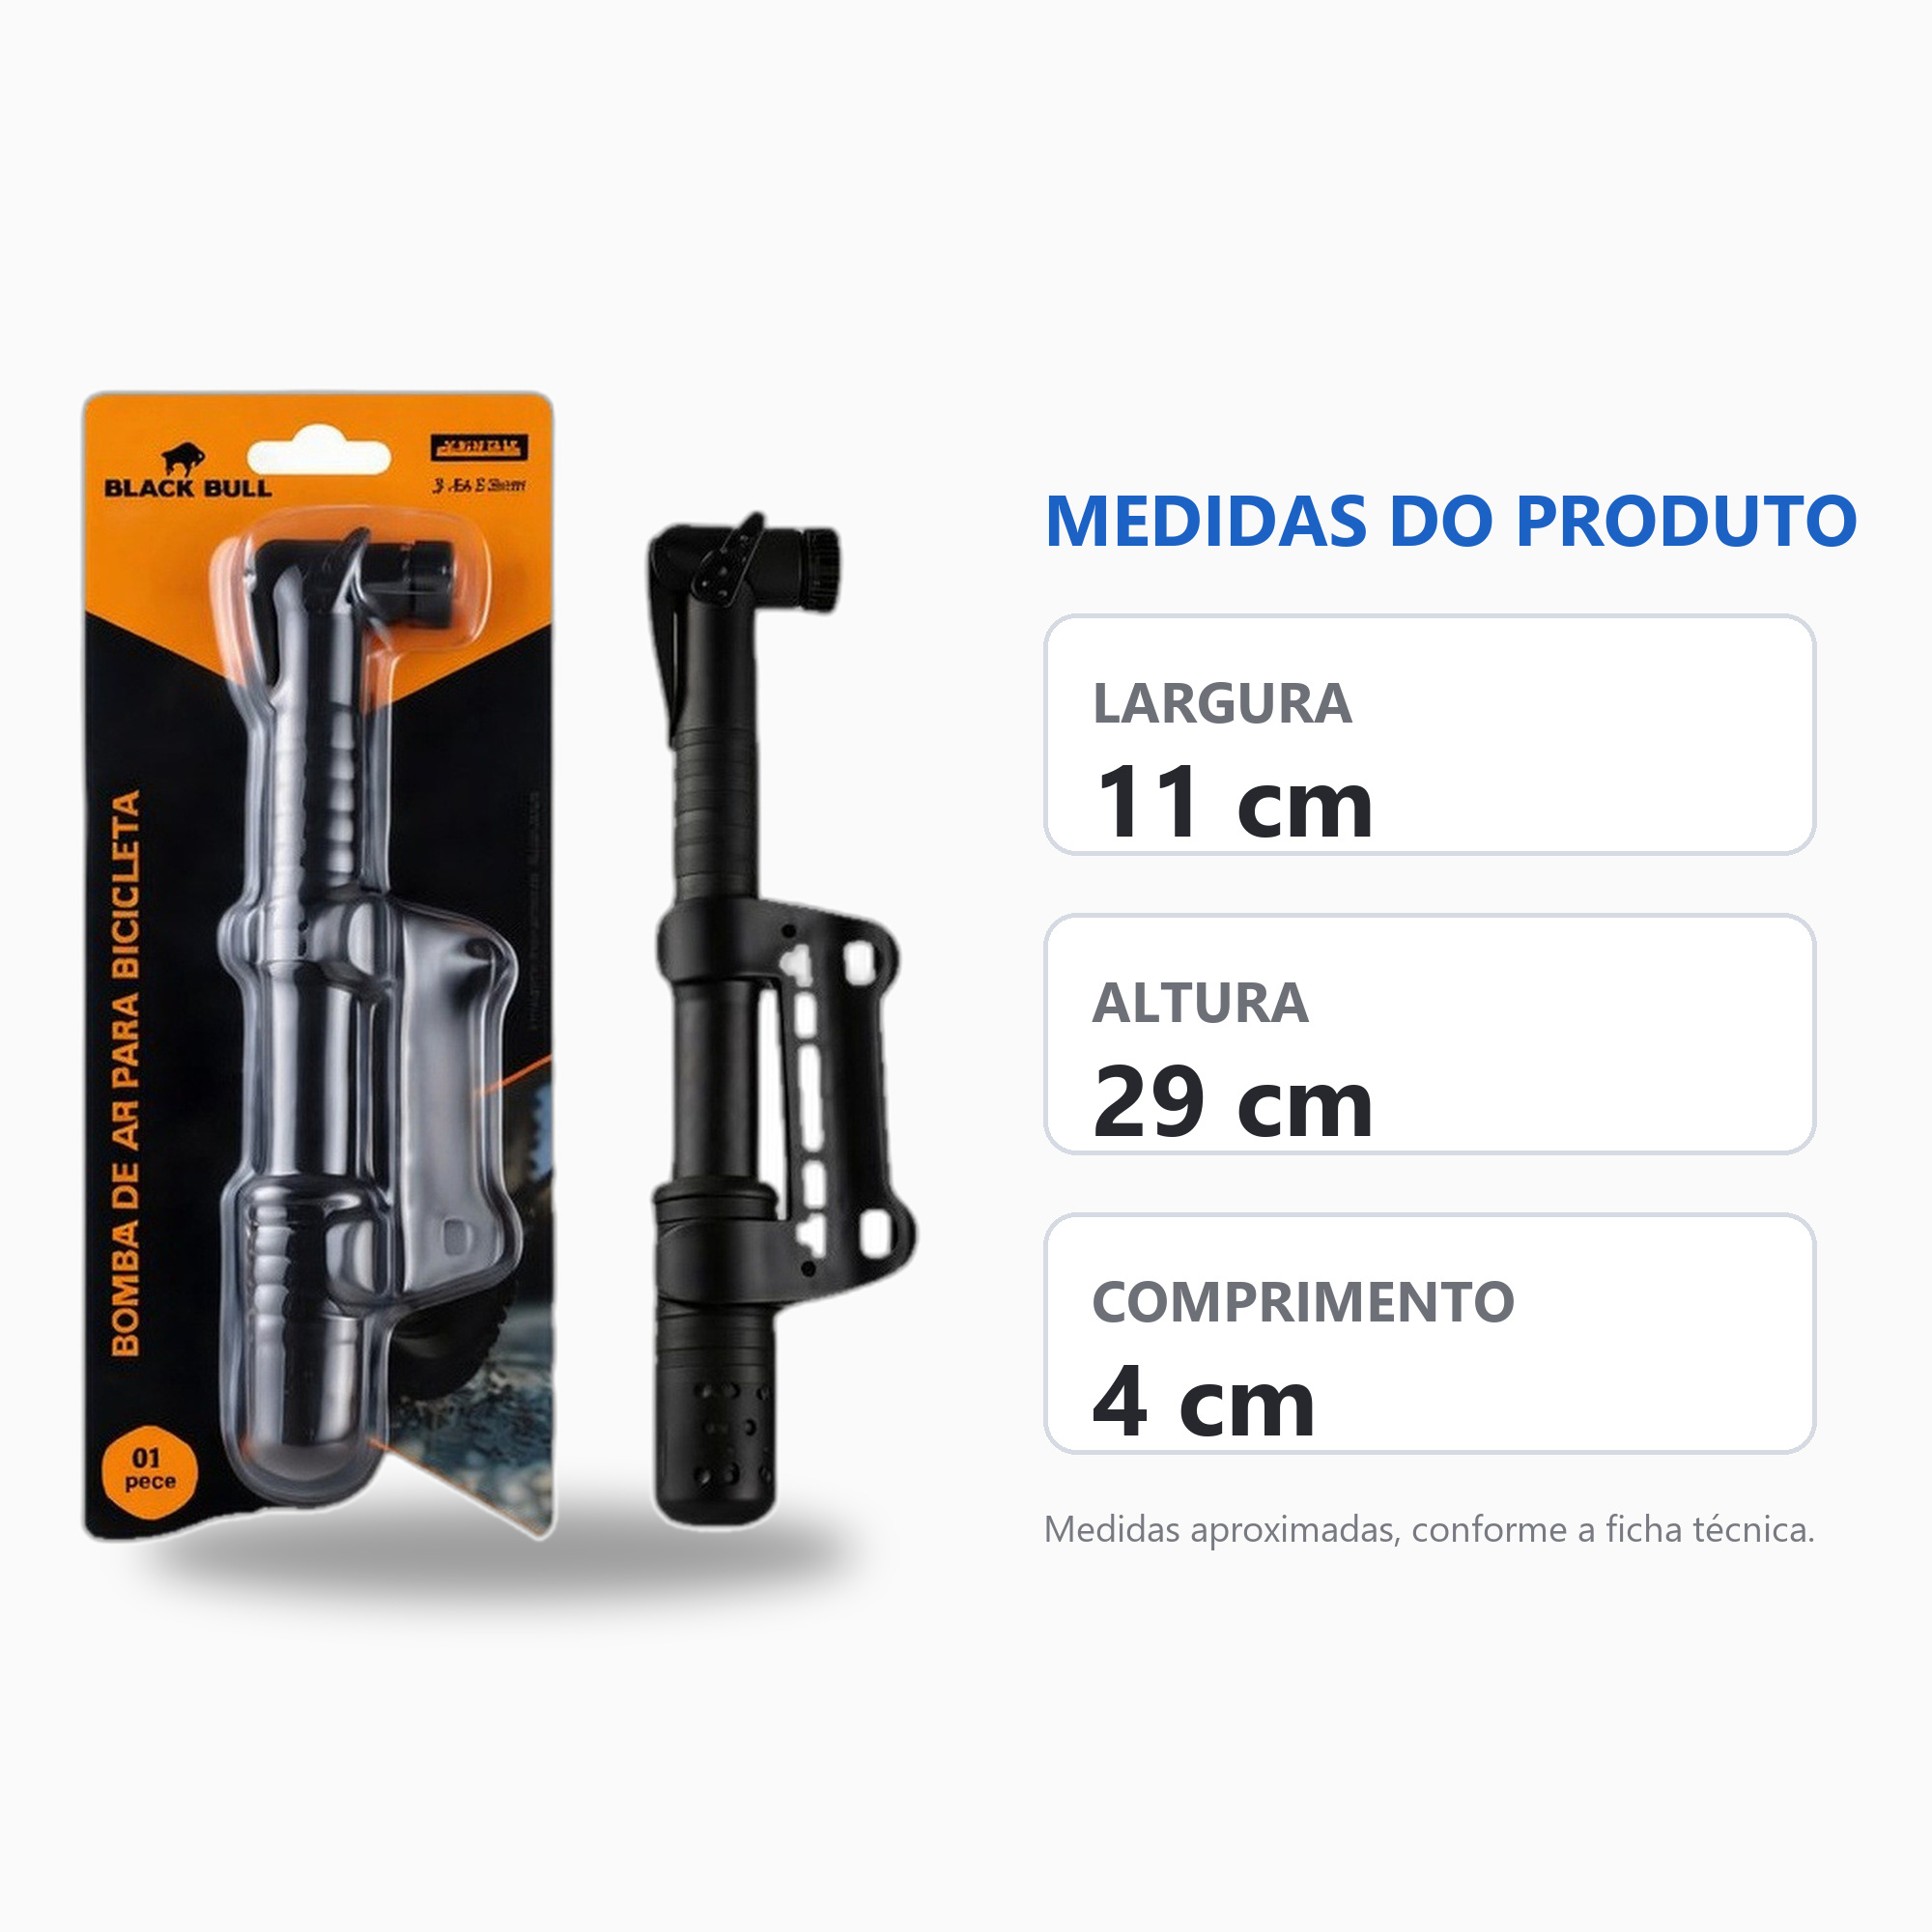 BLACK BULL
BOMBA DE AR PARA BICICLETA
01
pece
MEDIDAS DO PRODUTO
LARGURA
11 cm
ALTURA
29 cm
COMPRIMENTO
4 cm
Medidas aproximadas, conforme a ficha técnica.